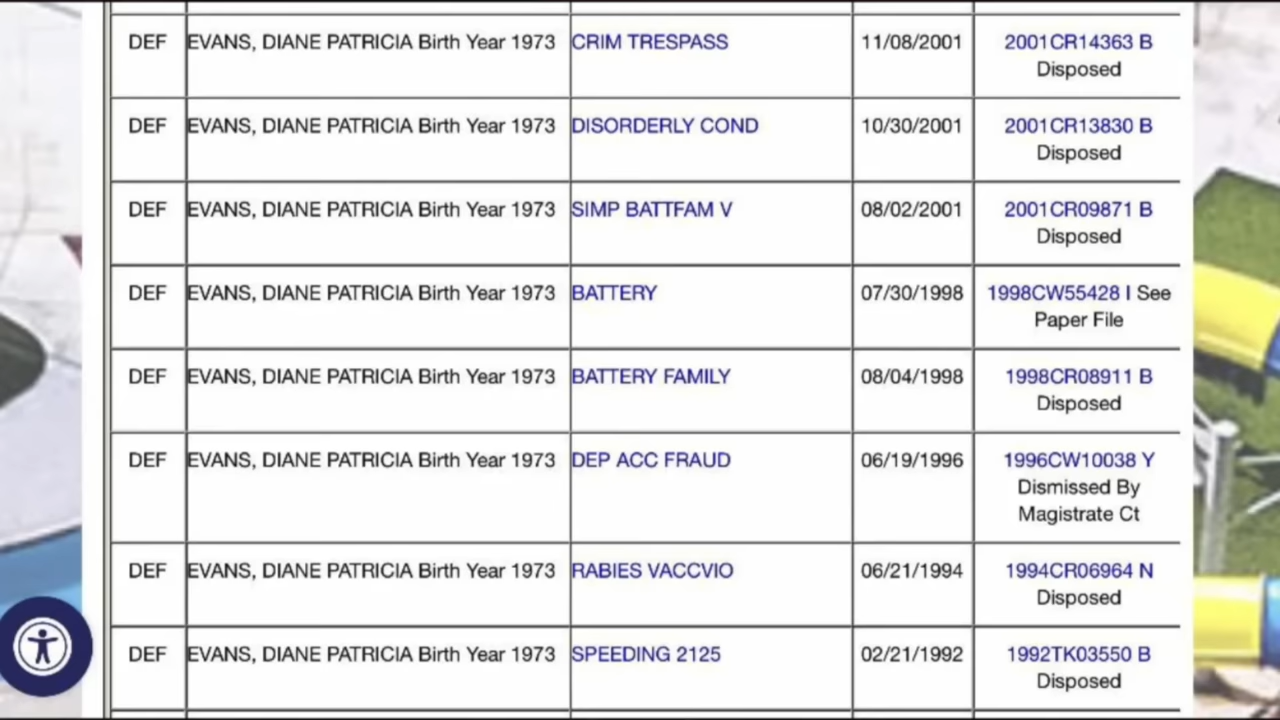 DEF EVANS, DIANE PATRICIA Birth Year 1973 CRIM TRESPASS 11/08/2001 2001CR14363 B
Disposed
DEF EVANS, DIANE PATRICIA Birth Year 1973 DISORDERLY COND 10/30/2001 2001CR13830 B
Disposed
DEF EVANS, DIANE PATRICIA Birth Year 1973 SIMP BATTFAM V 08/02/2001 2001CR09871 B
Disposed
DEF EVANS, DIANE PATRICIA Birth Year 1973 BATTERY 07/30/1998 1998CW55428 I See
Paper File
DEF EVANS, DIANE PATRICIA Birth Year 1973 BATTERY FAMILY 08/04/1998 1998CR08911 B
Disposed
DEF EVANS, DIANE PATRICIA Birth Year 1973 DEP ACC FRAUD 06/19/1996 1996CW10038 Y
Dismissed By
Magistrate Ct
DEF EVANS, DIANE PATRICIA Birth Year 1973 RABIES VACCVIO 06/21/1994 1994CR06964 N
Disposed
DEF EVANS, DIANE PATRICIA Birth Year 1973 SPEEDING 2125 02/21/1992 1992TK03550 B
Disposed